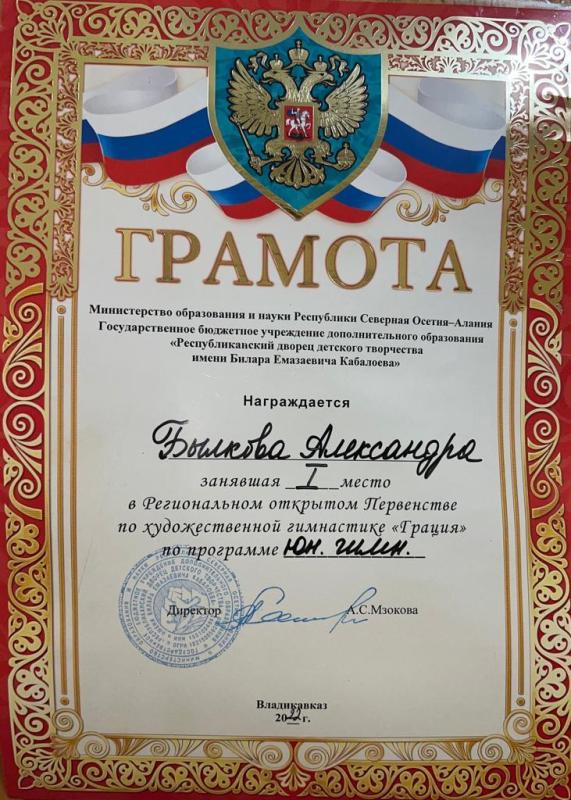 ГРАМОТА
Министерство образования и науки Республики Северная Осетия–Алания
Государственное бюджетное учреждение дополнительного образования
«Республиканский дворец детского творчества
имени Билара Емазаевича Кабалоева»
Награждается
Былкова Александра
занявшая I место
в Региональном открытом Первенстве
по художественной гимнастике «Грация»
по программе юн. гимн.
Директор А.С.Мзокова
Владикавказ
2022 г.